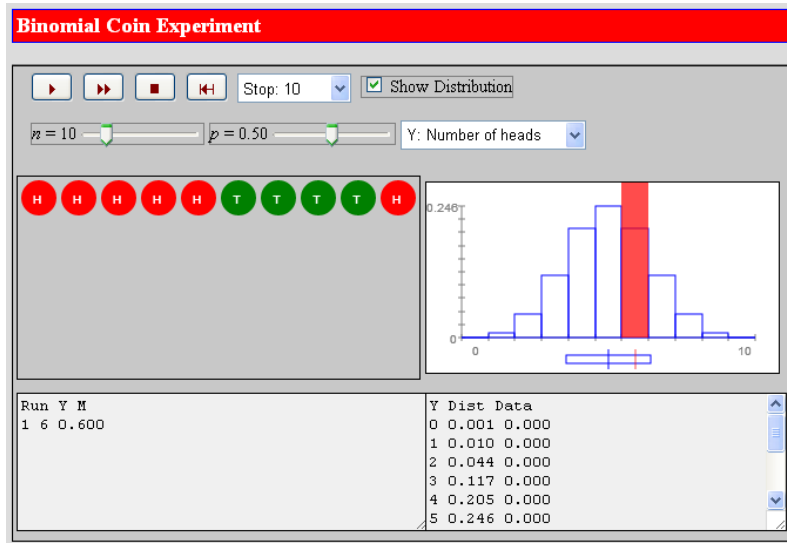 Binomial Coin Experiment
Stop: 10 Show Distribution
n = 10 p = 0.50 Y: Number of heads
H H H H H T T T T H
0.246
0
0 10
Run Y M
1 6 0.600
Y Dist Data
0 0.001 0.000
1 0.010 0.000
2 0.044 0.000
3 0.117 0.000
4 0.205 0.000
5 0.246 0.000